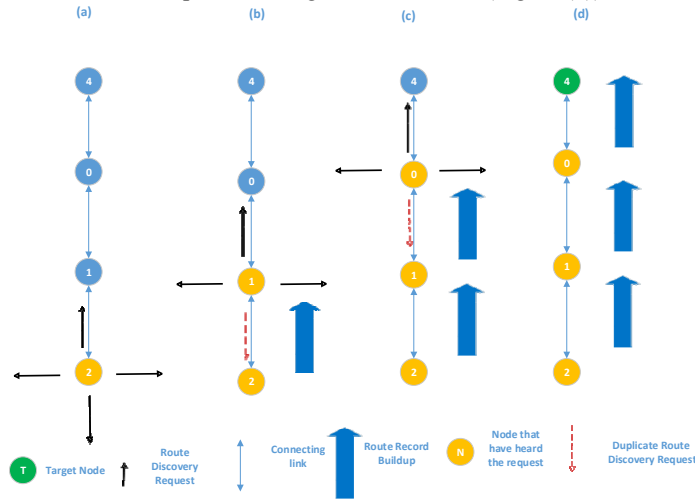 (a)
(b)
(c)
(d)
4
4
4
4
0
0
0
0
1
1
1
1
2
2
2
2
T
Target Node
Route
Discovery
Request
Connecting
link
Route Record
Buildup
N
Node that
have heard
the request
Duplicate Route
Discovery Request